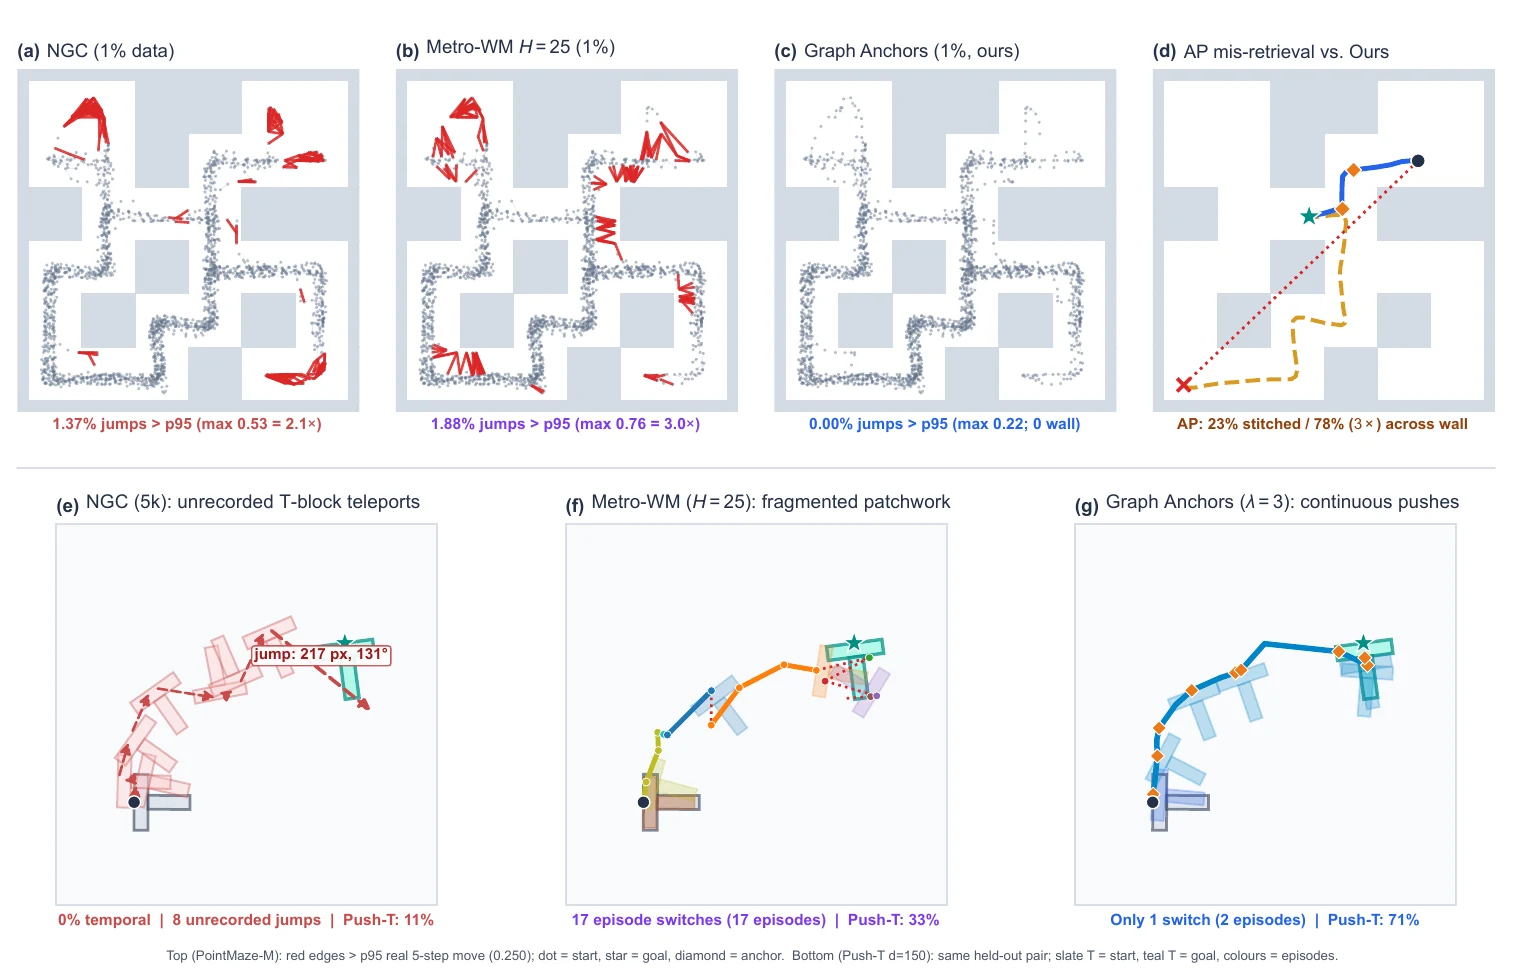 (a) NGC (1% data)
(b) Metro-WM H = 25 (1%)
(c) Graph Anchors (1%, ours)
(d) AP mis-retrieval vs. Ours
1.37% jumps > p95 (max 0.53 = 2.1×)
1.88% jumps > p95 (max 0.76 = 3.0×)
0.00% jumps > p95 (max 0.22; 0 wall)
AP: 23% stitched / 78% (3 ×) across wall
(e) NGC (5k): unrecorded T-block teleports
(f) Metro-WM (H = 25): fragmented patchwork
(g) Graph Anchors (λ = 3): continuous pushes
jump: 217 px, 131°
0% temporal | 8 unrecorded jumps | Push-T: 11%
17 episode switches (17 episodes) | Push-T: 33%
Only 1 switch (2 episodes) | Push-T: 71%
Top (PointMaze-M): red edges > p95 real 5-step move (0.250); dot = start, star = goal, diamond = anchor. Bottom (Push-T d=150): same held-out pair; slate T = start, teal T = goal, colours = episodes.